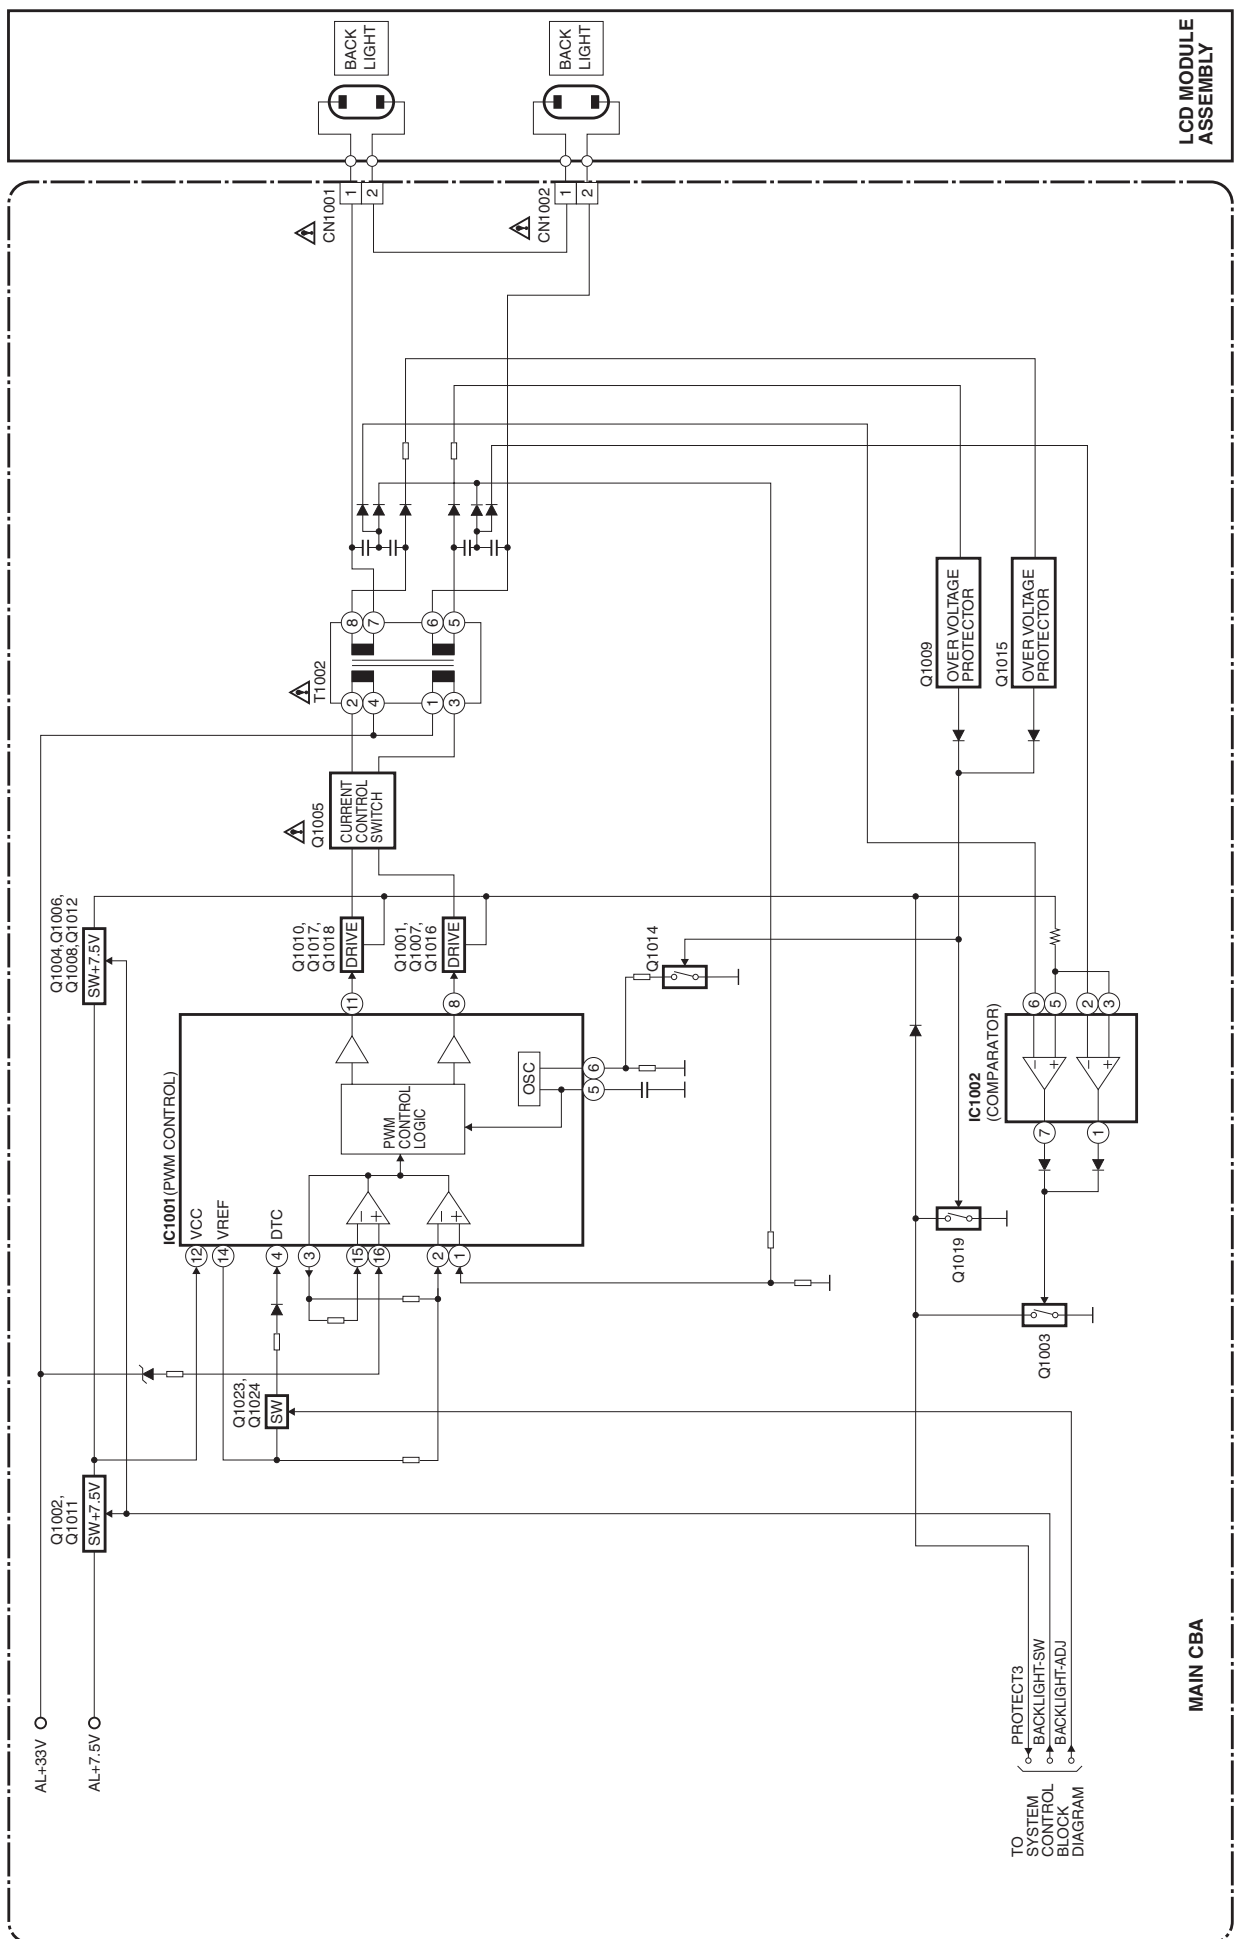 AL+33V
AL+7.5V
Q1002,
Q1011
SW+7.5V
Q1004,Q1006,
Q1008,Q1012
SW+7.5V
IC1001(PWM CONTROL)
12
VCC
14
VREF
4
DTC
3
15
16
2
1
−
+
−
+
PWM
CONTROL
LOGIC
OSC
11
8
6
5
Q1023,
Q1024
SW
Q1010,
Q1017,
Q1018
DRIVE
Q1001,
Q1007,
Q1016
DRIVE
Q1014
Q1005
CURRENT
CONTROL
SWITCH
T1002
2
4
1
3
8
7
6
5
CN1001
1
2
CN1002
1
2
BACK
LIGHT
BACK
LIGHT
LCD MODULE
ASSEMBLY
Q1009
OVER VOLTAGE
PROTECTOR
Q1015
OVER VOLTAGE
PROTECTOR
IC1002
(COMPARATOR)
6
5
2
3
−
+
−
+
7
1
Q1019
Q1003
TO
SYSTEM
CONTROL
BLOCK
DIAGRAM
PROTECT3
BACKLIGHT-SW
BACKLIGHT-ADJ
MAIN CBA